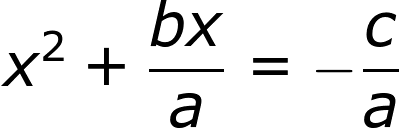 x² + bx/a = -c/a